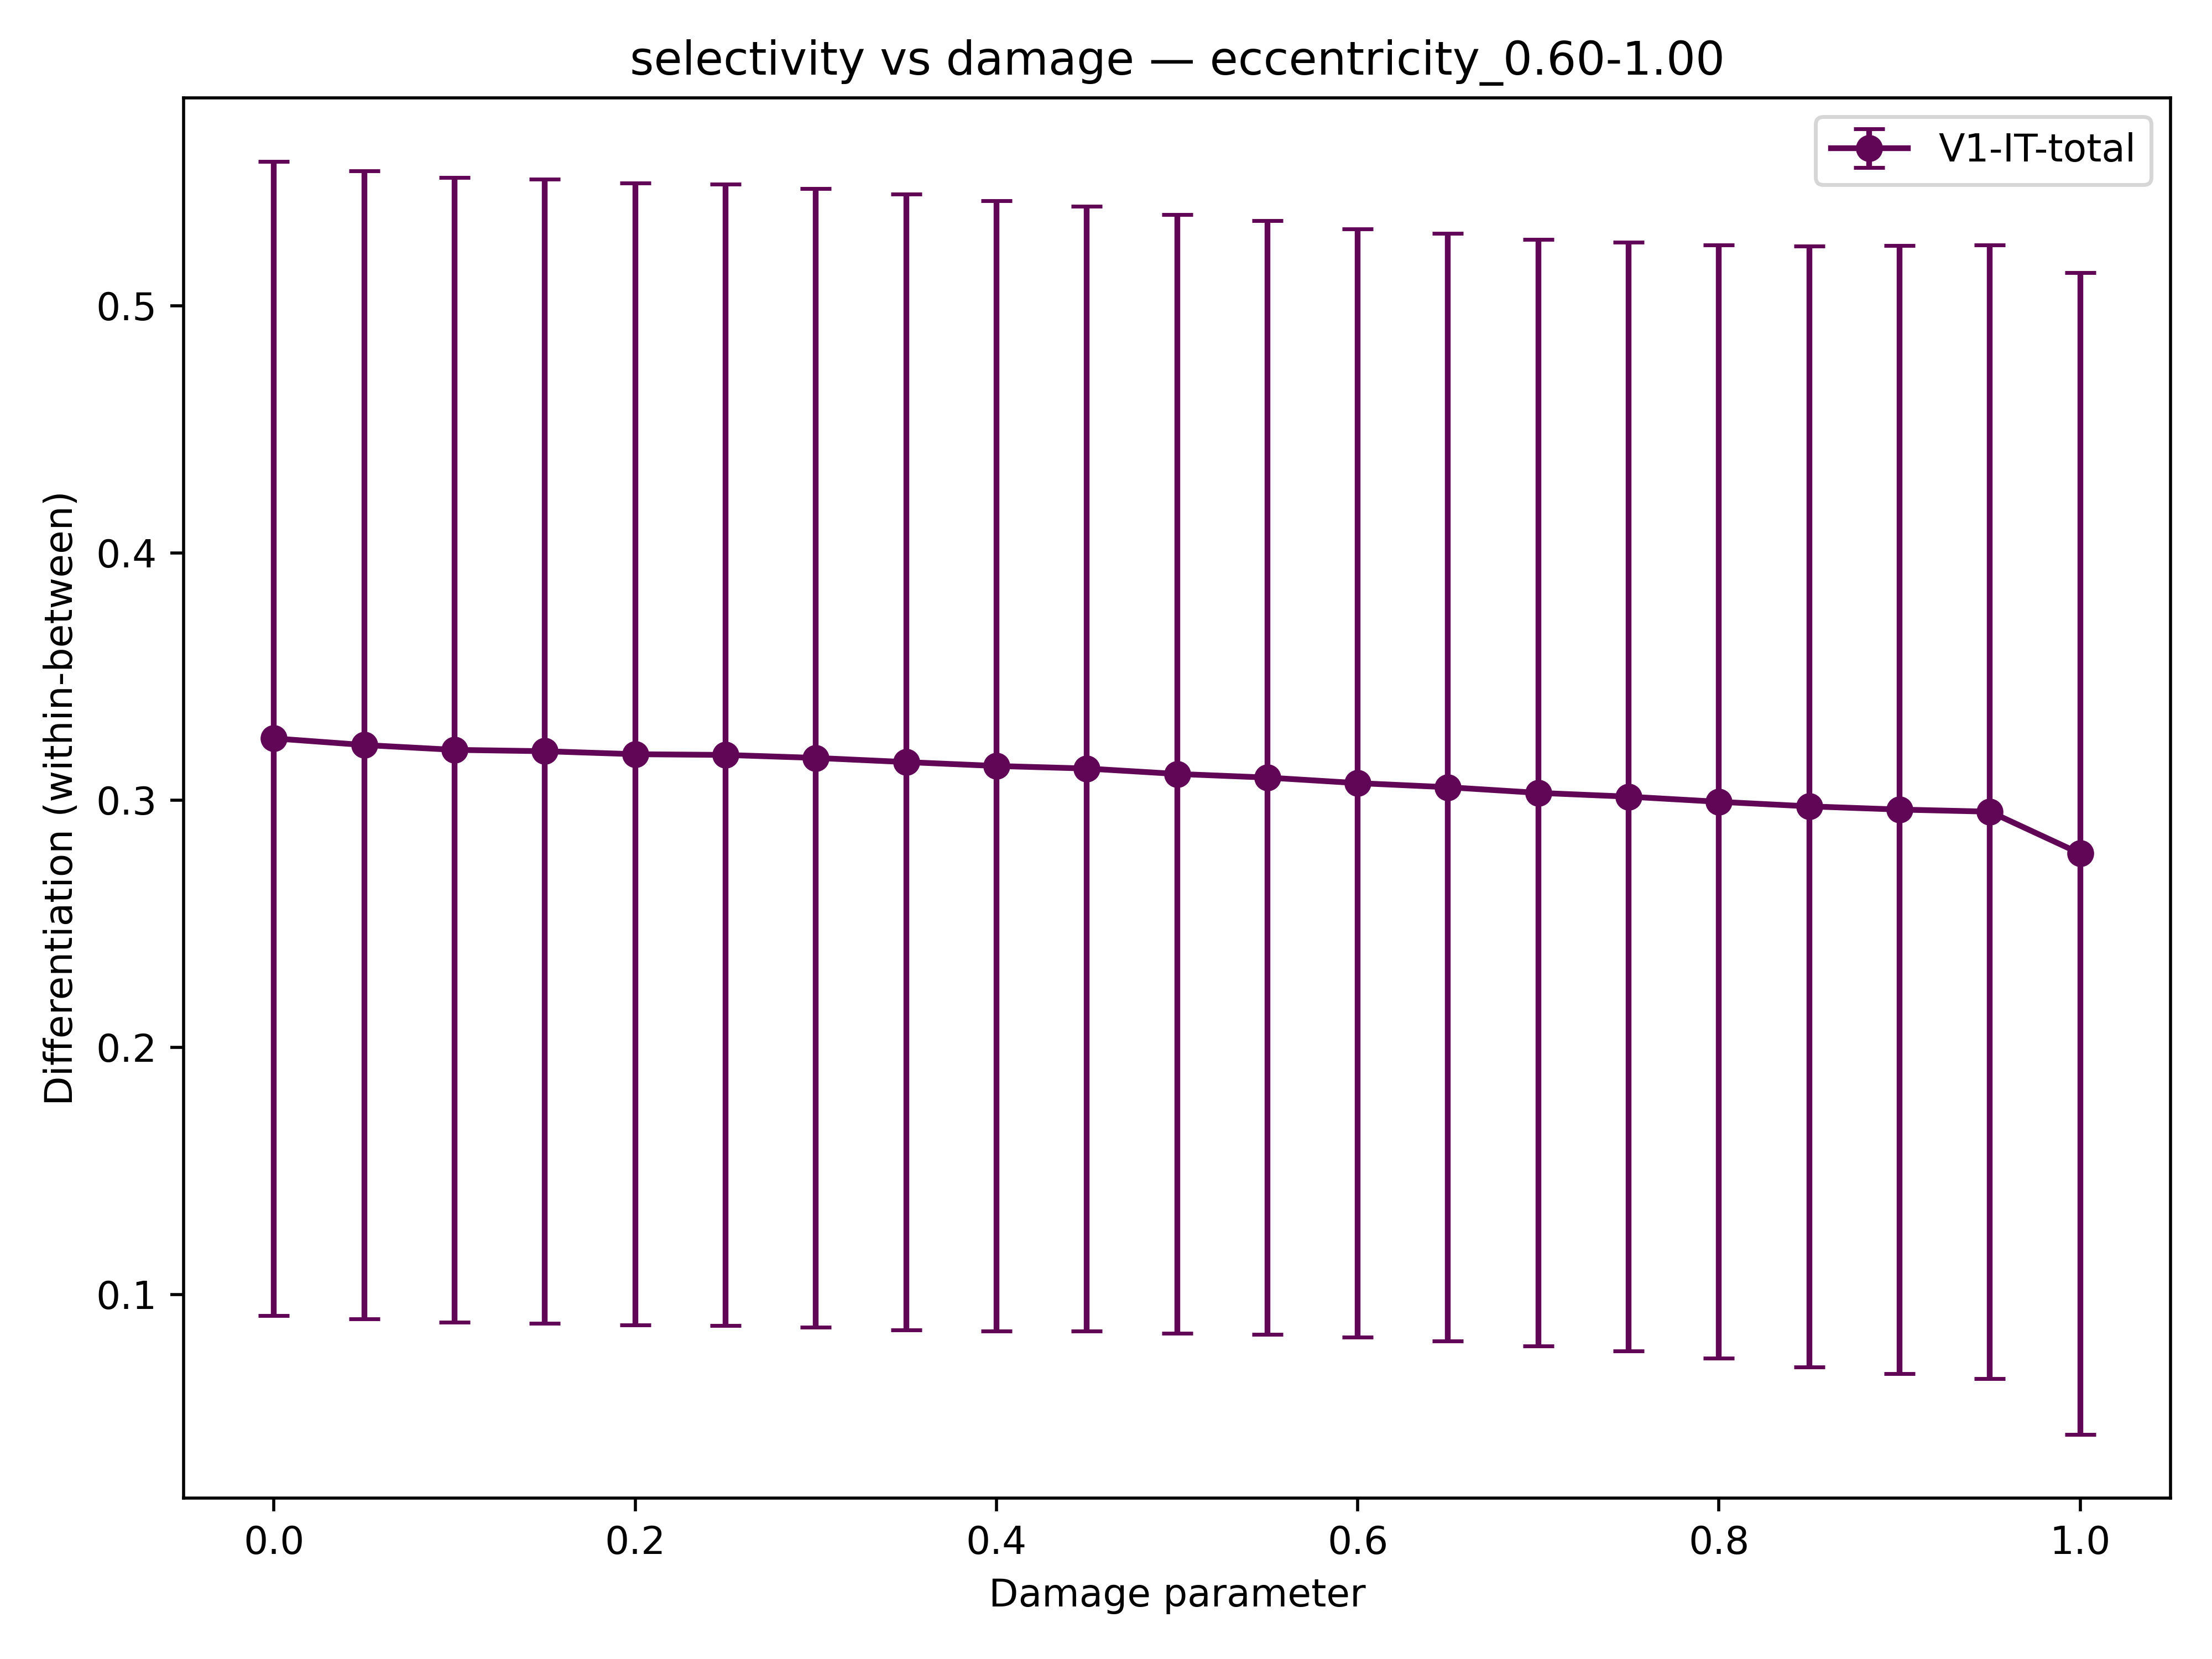 selectivity vs damage — eccentricity_0.60-1.00
V1-IT-total
Differentiation (within-between)
0.5
0.4
0.3
0.2
0.1
0.0 0.2 0.4 0.6 0.8 1.0
Damage parameter